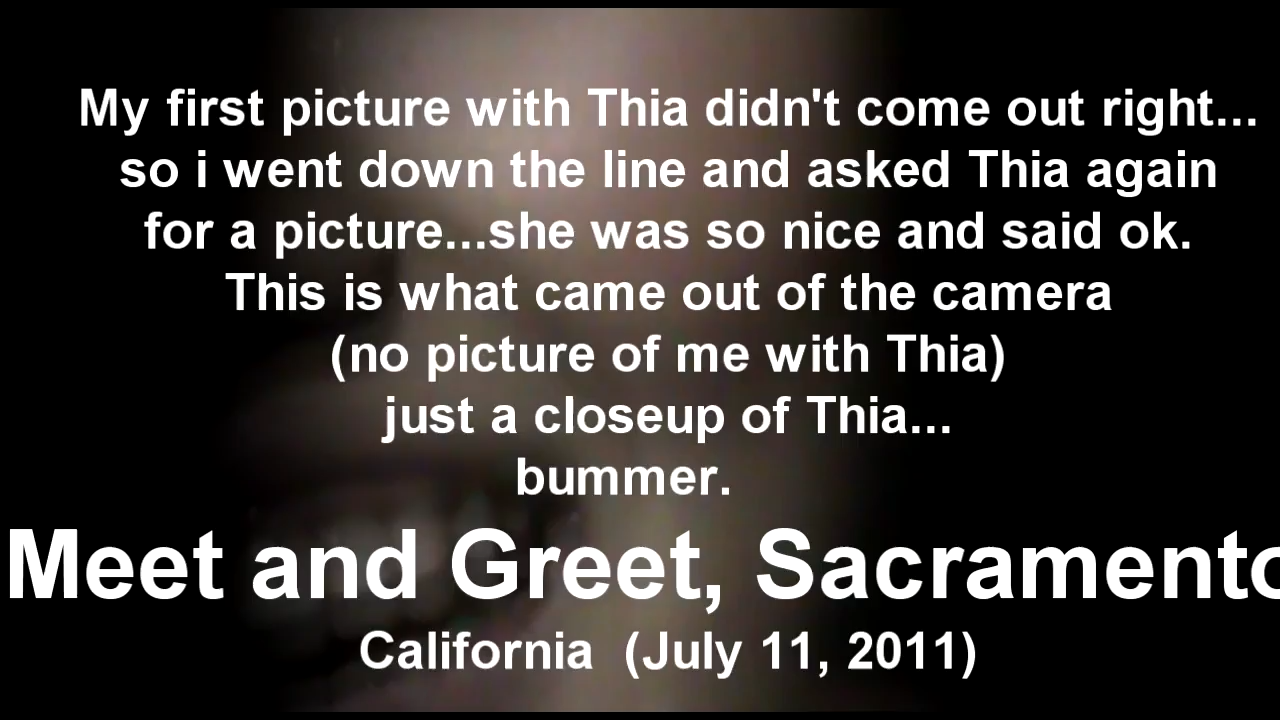 My first picture with Thia didn't come out right...
so i went down the line and asked Thia again
for a picture...she was so nice and said ok.
This is what came out of the camera
(no picture of me with Thia)
just a closeup of Thia...
bummer.
Meet and Greet, Sacramento
California  (July 11, 2011)